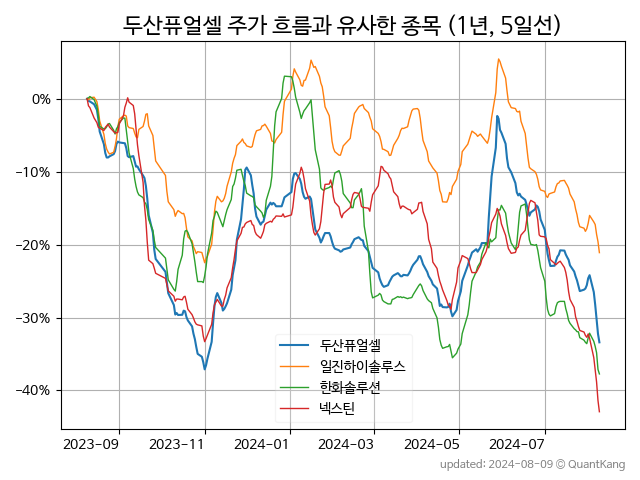 두산퓨얼셀 주가 흐름과 유사한 종목 (1년, 5일선)
0%
−10%
−20%
−30%
−40%
두산퓨얼셀
일진하이솔루스
한화솔루션
넥스틴
2023-09 2023-11 2024-01 2024-03 2024-05 2024-07
updated: 2024-08-09 © QuantKang